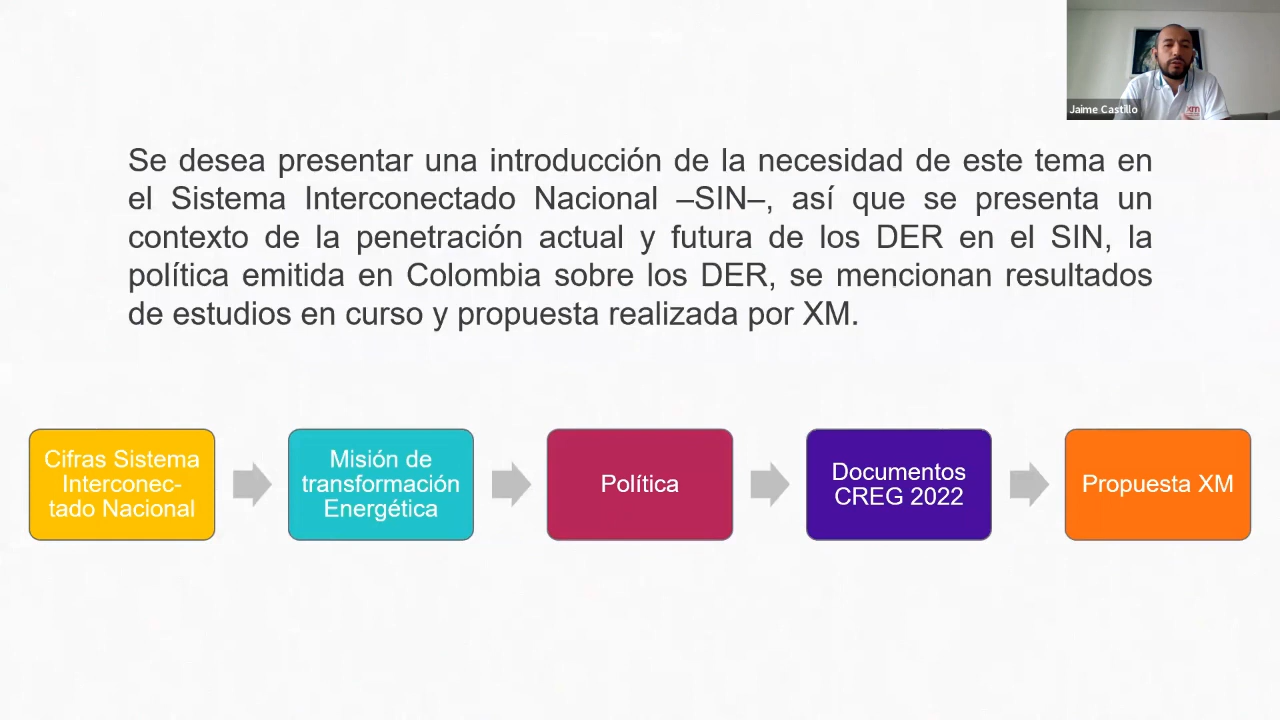 Jaime Castillo
xm
Se desea presentar una introducción de la necesidad de este tema en
el Sistema Interconectado Nacional –SIN–, así que se presenta un
contexto de la penetración actual y futura de los DER en el SIN, la
política emitida en Colombia sobre los DER, se mencionan resultados
de estudios en curso y propuesta realizada por XM.
Cifras Sistema
Interconec-
tado Nacional
Misión de
transformación
Energética
Política
Documentos
CREG 2022
Propuesta XM